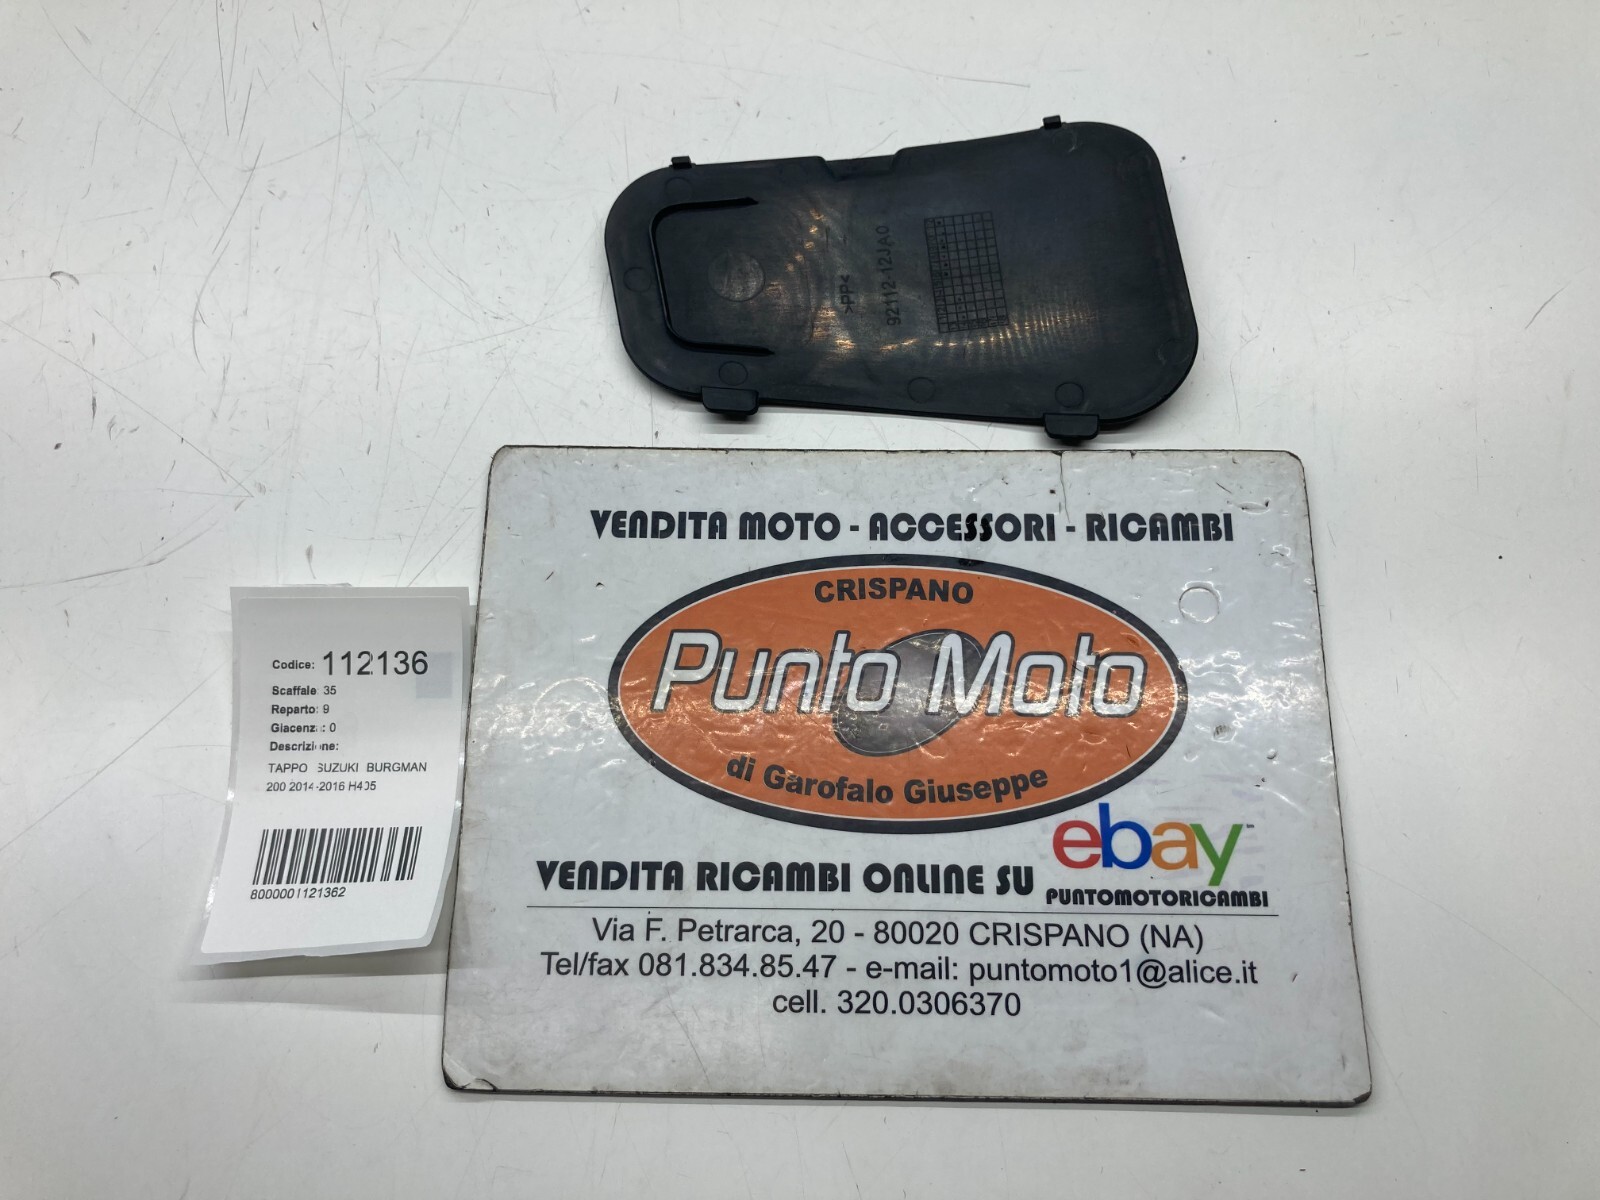 >PP<
92112-12JA0
VENDITA MOTO - ACCESSORI - RICAMBI
CRISPANO
Punto Moto
di Garofalo Giuseppe
ebay
VENDITA RICAMBI ONLINE SU
PUNTOMOTORICAMBI
Via F. Petrarca, 20 - 80020 CRISPANO (NA)
Tel/fax 081.834.85.47 - e-mail: puntomoto1@alice.it
cell. 320.0306370
Codice: 112136
Scaffale: 35
Reparto: 9
Giacenza: 0
Descrizione:
TAPPO SUZUKI BURGMAN
200 2014-2016 H405
8000001121362